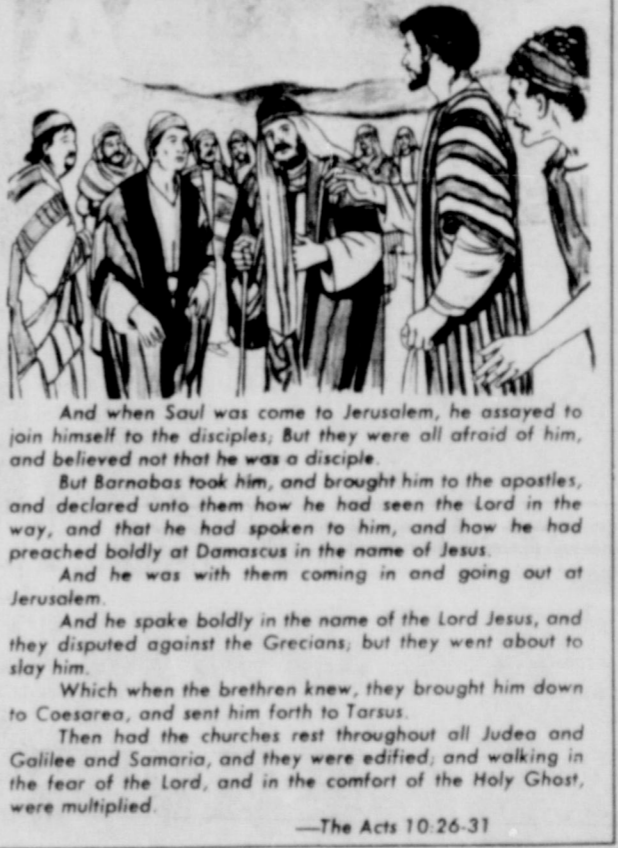 And when Saul was come to Jerusalem, he assayed to
join himself to the disciples; But they were all afraid of him,
and believed not that he was a disciple.
But Barnabas took him, and brought him to the apostles,
and declared unto them how he had seen the Lord in the
way, and that he had spoken to him, and how he had
preached boldly at Damascus in the name of Jesus.
And he was with them coming in and going out at
Jerusalem.
And he spake boldly in the name of the Lord Jesus, and
they disputed against the Grecians; but they went about to
slay him.
Which when the brethren knew, they brought him down
to Coesarea, and sent him forth to Tarsus.
Then had the churches rest throughout all Judea and
Galilee and Samaria, and they were edified; and walking in
the fear of the Lord, and in the comfort of the Holy Ghost,
were multiplied.
—The Acts 10:26-31